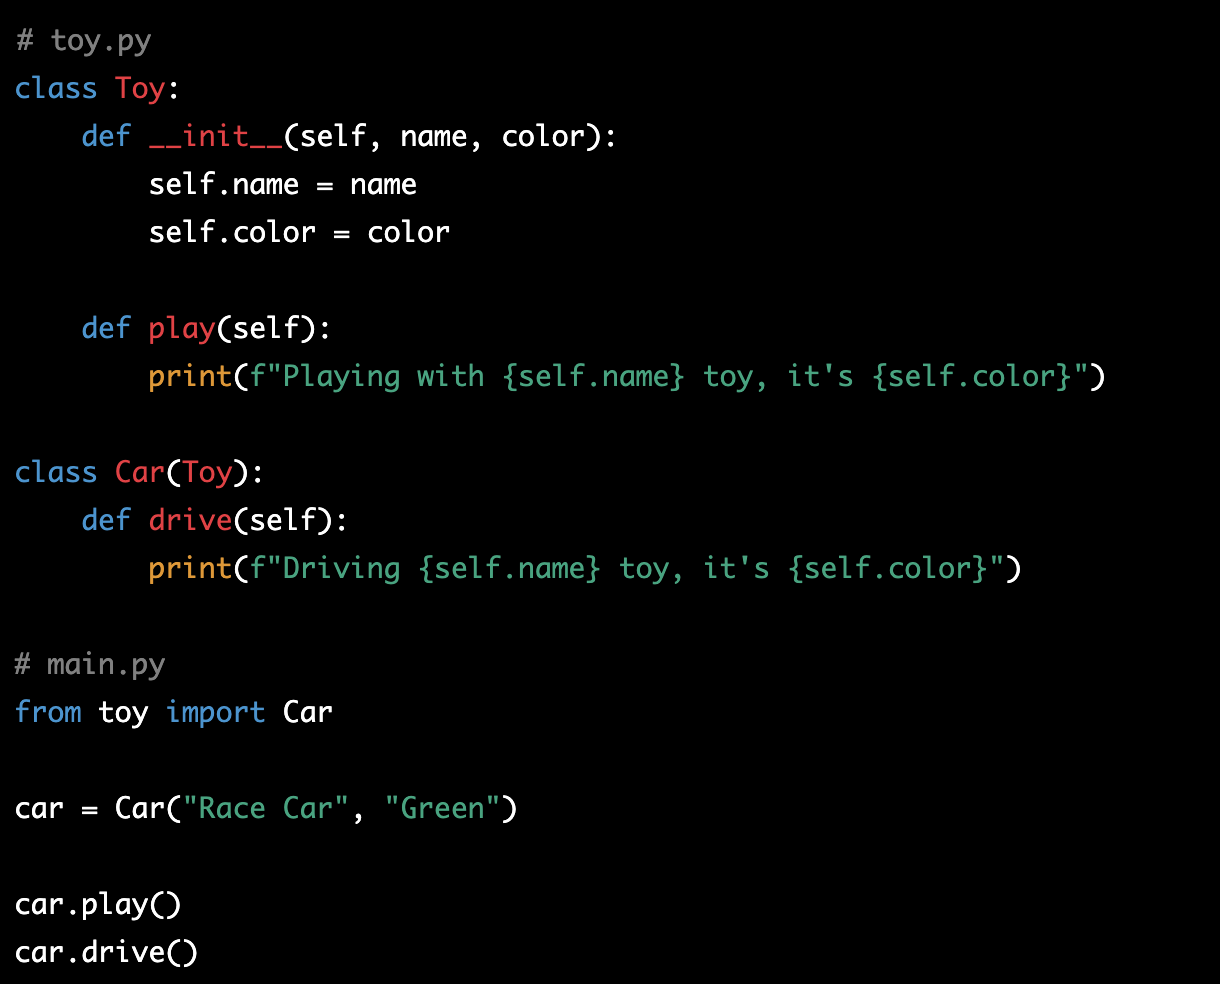 # toy.py
class Toy:
    def __init__(self, name, color):
        self.name = name
        self.color = color

    def play(self):
        print(f"Playing with {self.name} toy, it's {self.color}")

class Car(Toy):
    def drive(self):
        print(f"Driving {self.name} toy, it's {self.color}")

# main.py
from toy import Car

car = Car("Race Car", "Green")

car.play()
car.drive()